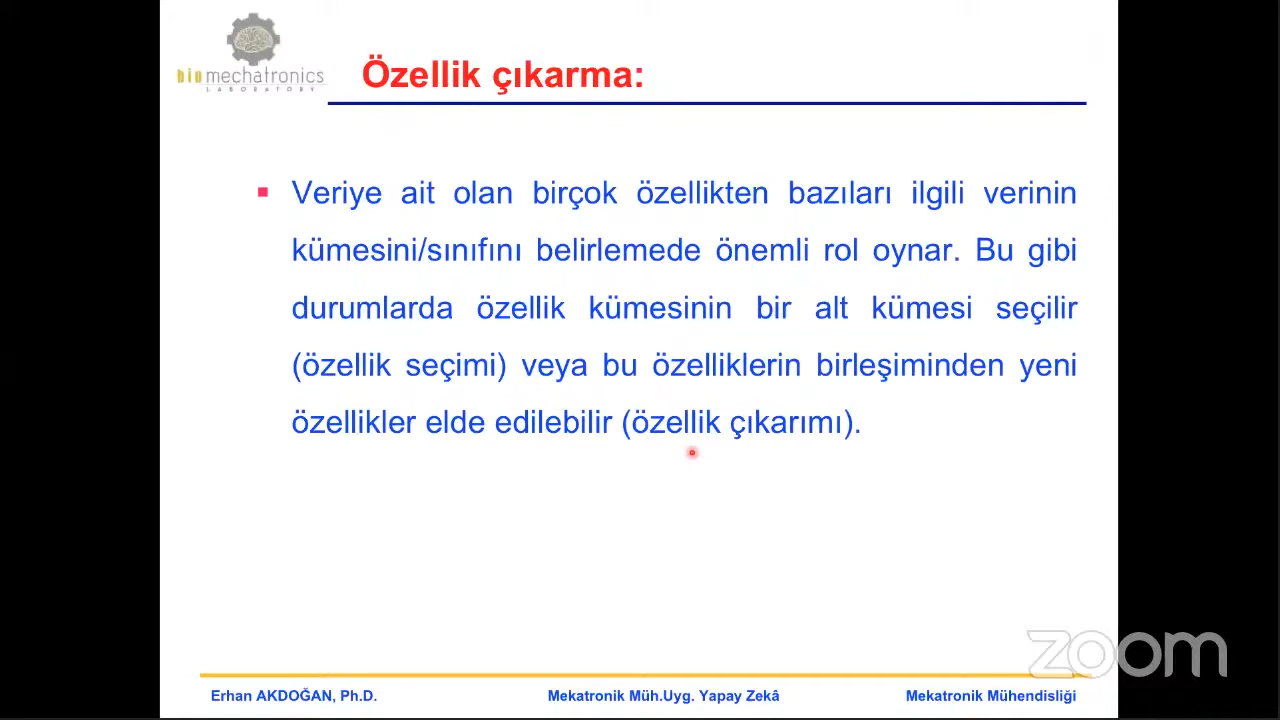 biomechatronics
LABORATORY
Özellik çıkarma:
Veriye ait olan birçok özellikten bazıları ilgili verinin
kümesini/sınıfını belirlemede önemli rol oynar. Bu gibi
durumlarda özellik kümesinin bir alt kümesi seçilir
(özellik seçimi) veya bu özelliklerin birleşiminden yeni
özellikler elde edilebilir (özellik çıkarımı).
zoom
Erhan AKDOĞAN, Ph.D.
Mekatronik Müh.Uyg. Yapay Zekâ
Mekatronik Mühendisliği